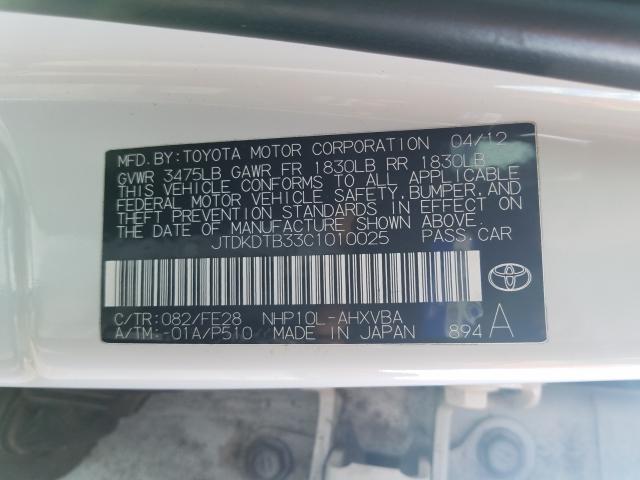 MFD. BY: TOYOTA MOTOR CORPORATION 04/12
GVWR 3475LB GAWR FR 1830LB RR 1830LB
THIS VEHICLE CONFORMS TO ALL APPLICABLE
FEDERAL MOTOR VEHICLE SAFETY, BUMPER, AND
THEFT PREVENTION STANDARDS IN EFFECT ON
THE DATE OF MANUFACTURE SHOWN ABOVE.
JTDKDTB33C1010025 PASS. CAR
C/TR: 082/FE28 NHP10L-AHXVBA
A/TM: -01A/P510 MADE IN JAPAN 894 A